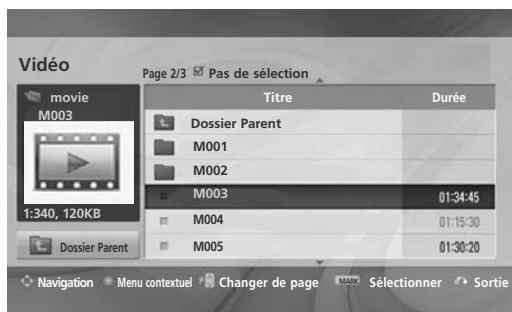 Vidéo
Page 2/3 Pas de sélection
movie
M003
1:340, 120KB
Dossier Parent
Titre Durée
Dossier Parent
M001
M002
M003 01:34:45
M004 01:15:30
M005 01:30:20
Navigation Menu contextuel Changer de page MARK Sélectionner Sortie